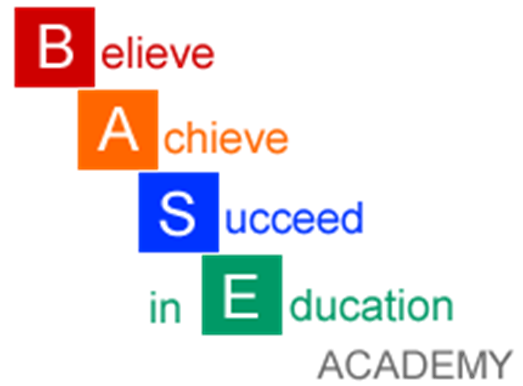 Believe
Achieve
Succeed
in Education
ACADEMY